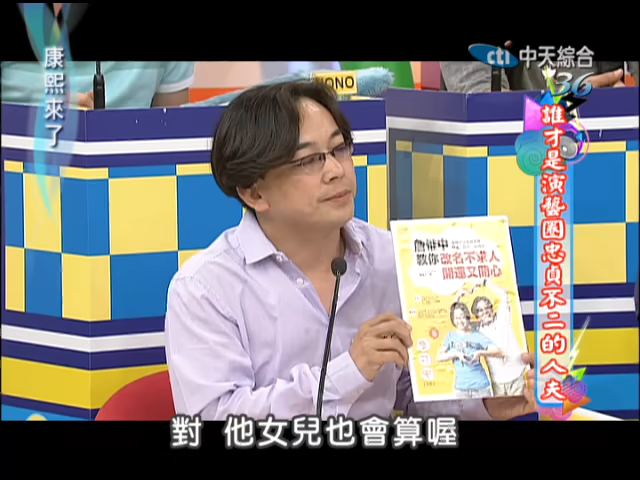 康熙來了
cti 中天綜合
36
誰才是演藝圈忠貞不二的人夫
NONO
詹惟中
教你改名不求人
開運又開心
對 他女兒也會算喔